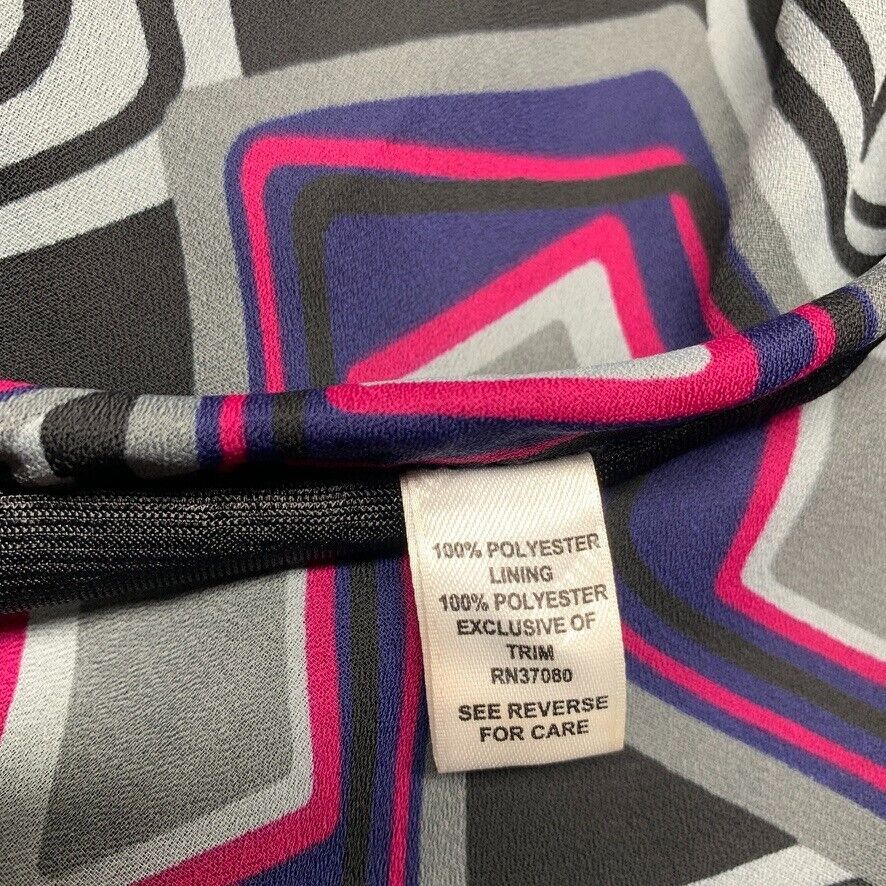 100% POLYESTER
LINING
100% POLYESTER
EXCLUSIVE OF
TRIM
RN37080
SEE REVERSE
FOR CARE